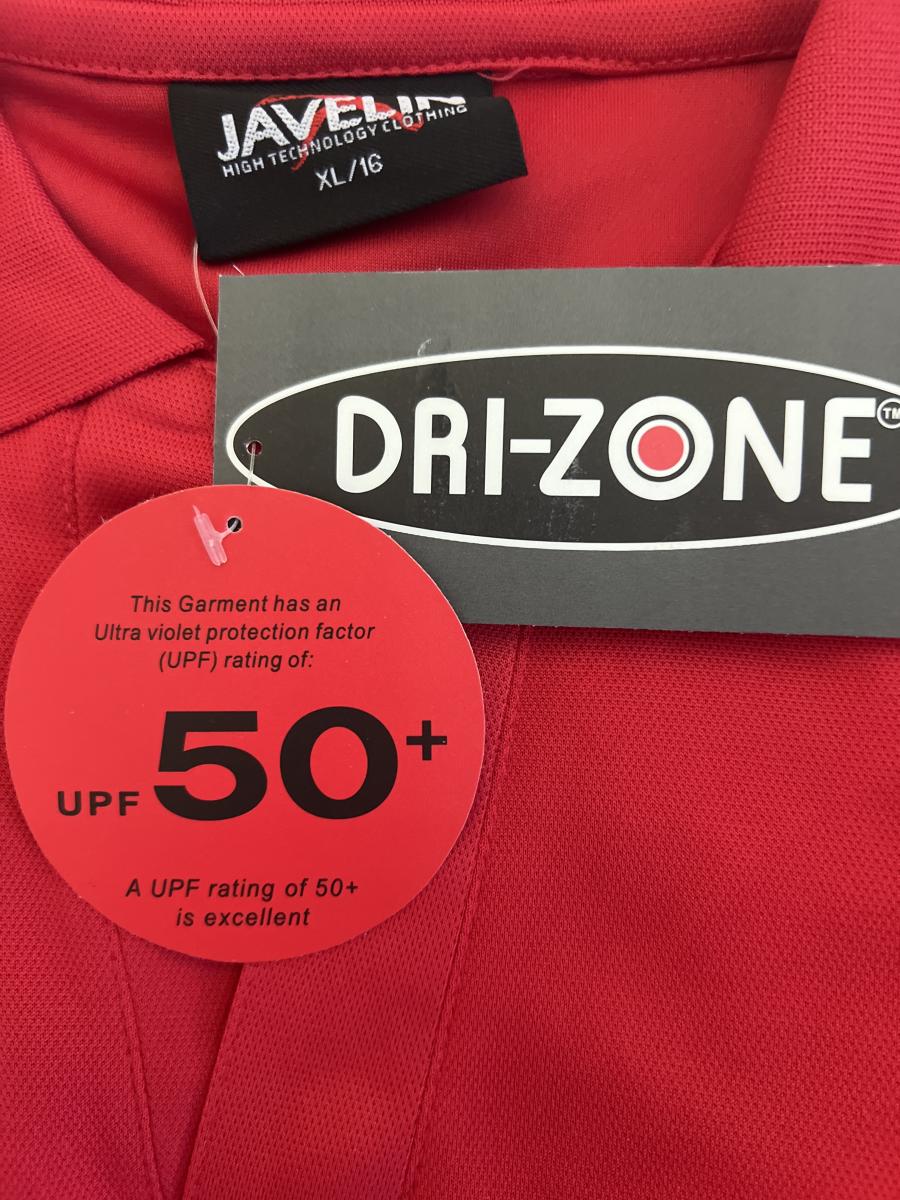 JAVELIN
HIGH TECHNOLOGY CLOTHING
XL/16
DRI-ZONE™
This Garment has an
Ultra violet protection factor
(UPF) rating of:
UPF 50+
A UPF rating of 50+
is excellent